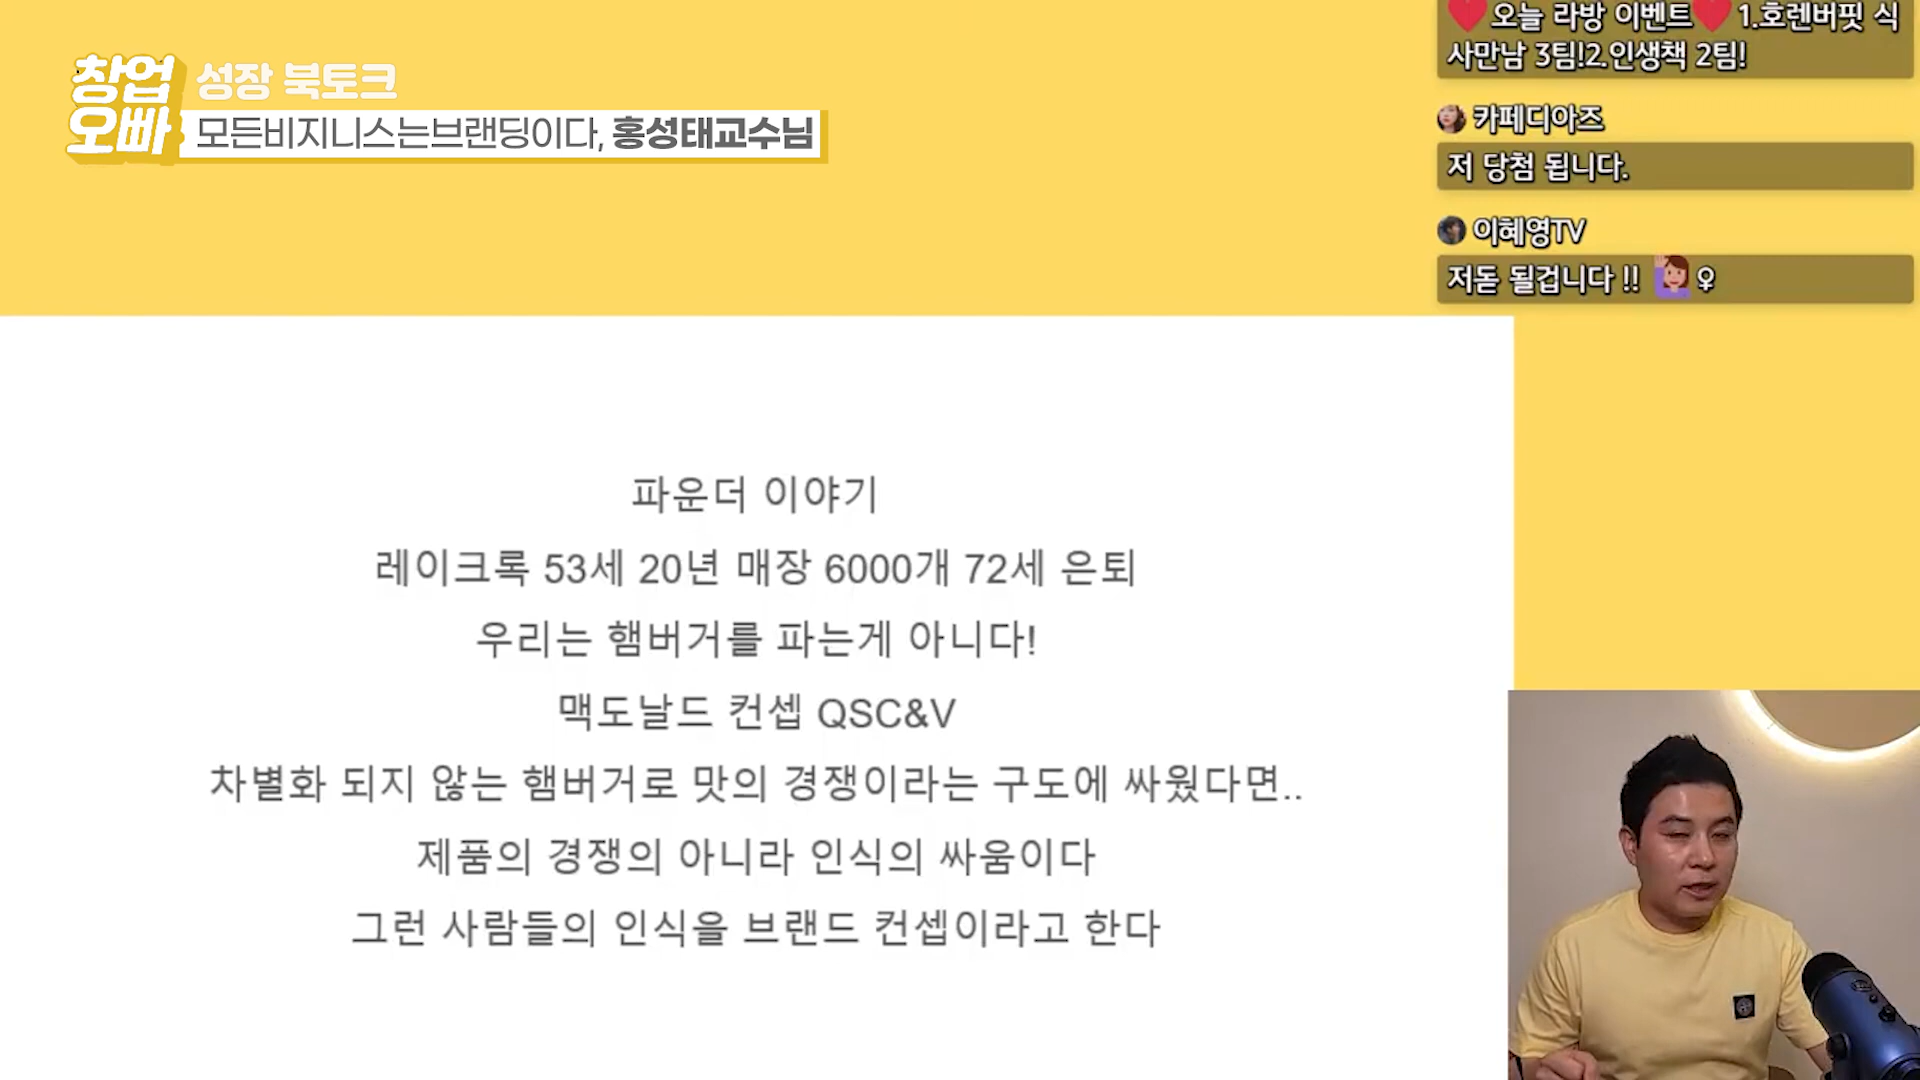 창업
오빠
성장 북토크
모든비지니스는브랜딩이다, 홍성태교수님
오늘 라방 이벤트 1.호렌버핏 식
사만남 3팀!2.인생책 2팀!
카페디아즈
저 당첨 됩니다.
이혜영TV
저돋 될겁니다 !! ♀
파운더 이야기
레이크록 53세 20년 매장 6000개 72세 은퇴
우리는 햄버거를 파는게 아니다!
맥도날드 컨셉 QSC&V
차별화 되지 않는 햄버거로 맛의 경쟁이라는 구도에 싸웠다면..
제품의 경쟁의 아니라 인식의 싸움이다
그런 사람들의 인식을 브랜드 컨셉이라고 한다